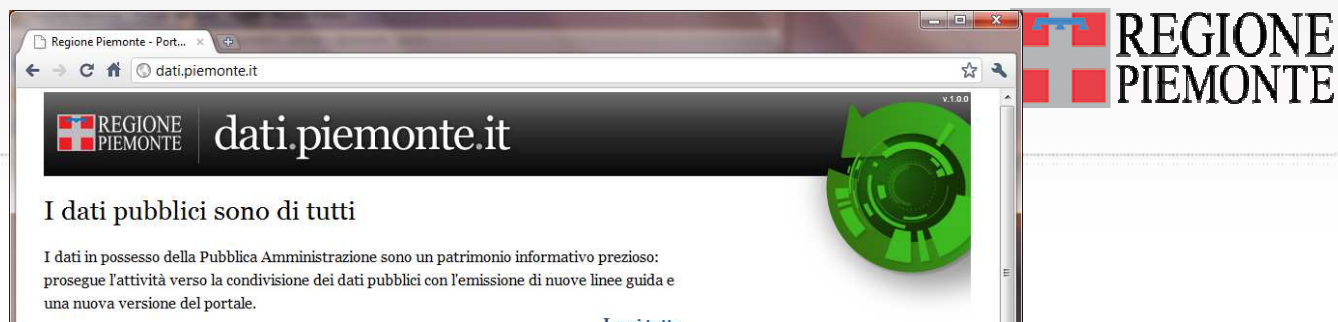 Regione Piemonte - Port...
dati.piemonte.it
REGIONE
PIEMONTE
v.1.0.0
REGIONE
PIEMONTE
dati.piemonte.it
I dati pubblici sono di tutti
I dati in possesso della Pubblica Amministrazione sono un patrimonio informativo prezioso:
prosegue l'attività verso la condivisione dei dati pubblici con l'emissione di nuove linee guida e
una nuova versione del portale.